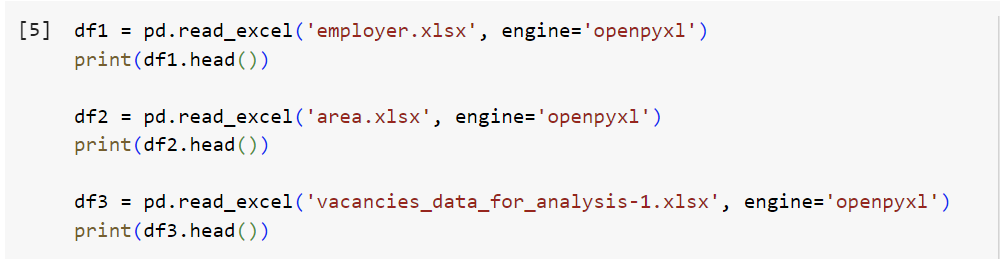 [5] df1 = pd.read_excel('employer.xlsx', engine='openpyxl')
print(df1.head())
df2 = pd.read_excel('area.xlsx', engine='openpyxl')
print(df2.head())
df3 = pd.read_excel('vacancies_data_for_analysis-1.xlsx', engine='openpyxl')
print(df3.head())